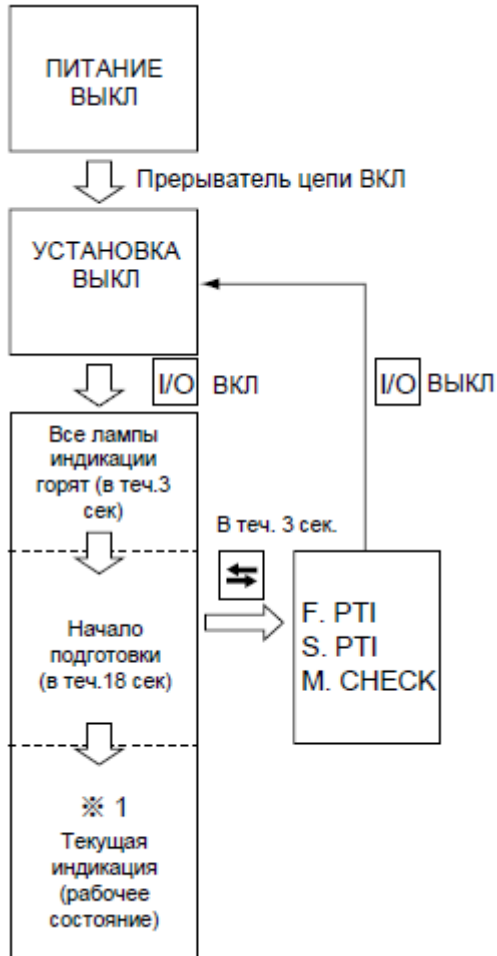 ПИТАНИЕ
ВЫКЛ
Прерыватель цепи ВКЛ
УСТАНОВКА
ВЫКЛ
I/O ВКЛ
I/O ВЫКЛ
Все лампы
индикации
горят (в теч.3
сек)
В теч. 3 сек.
Начало
подготовки
(в теч.18 сек)
F. PTI
S. PTI
M. CHECK
※ 1
Текущая
индикация
(рабочее
состояние)